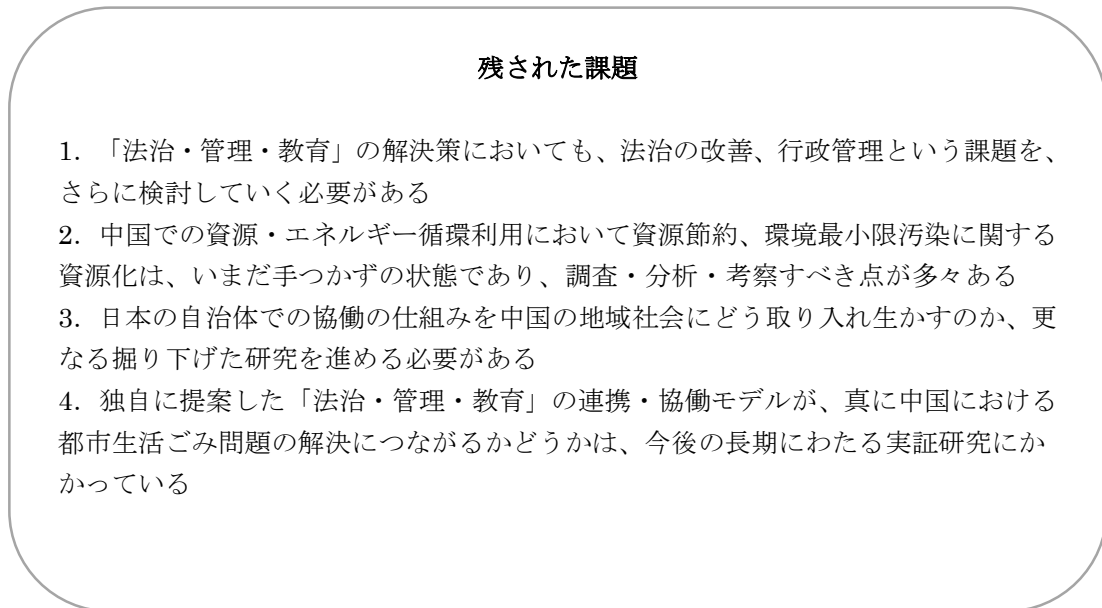 残された課題
1. 「法治・管理・教育」の解決策においても、法治の改善、行政管理という課題を、
さらに検討していく必要がある
2. 中国での資源・エネルギー循環利用において資源節約、環境最小限汚染に関する
資源化は、いまだ手つかずの状態であり、調査・分析・考察すべき点が多々ある
3. 日本の自治体での協働の仕組みを中国の地域社会にどう取り入れ生かすのか、更
なる掘り下げた研究を進める必要がある
4. 独自に提案した「法治・管理・教育」の連携・協働モデルが、真に中国における
都市生活ごみ問題の解決につながるかどうかは、今後の長期にわたる実証研究にか
かっている